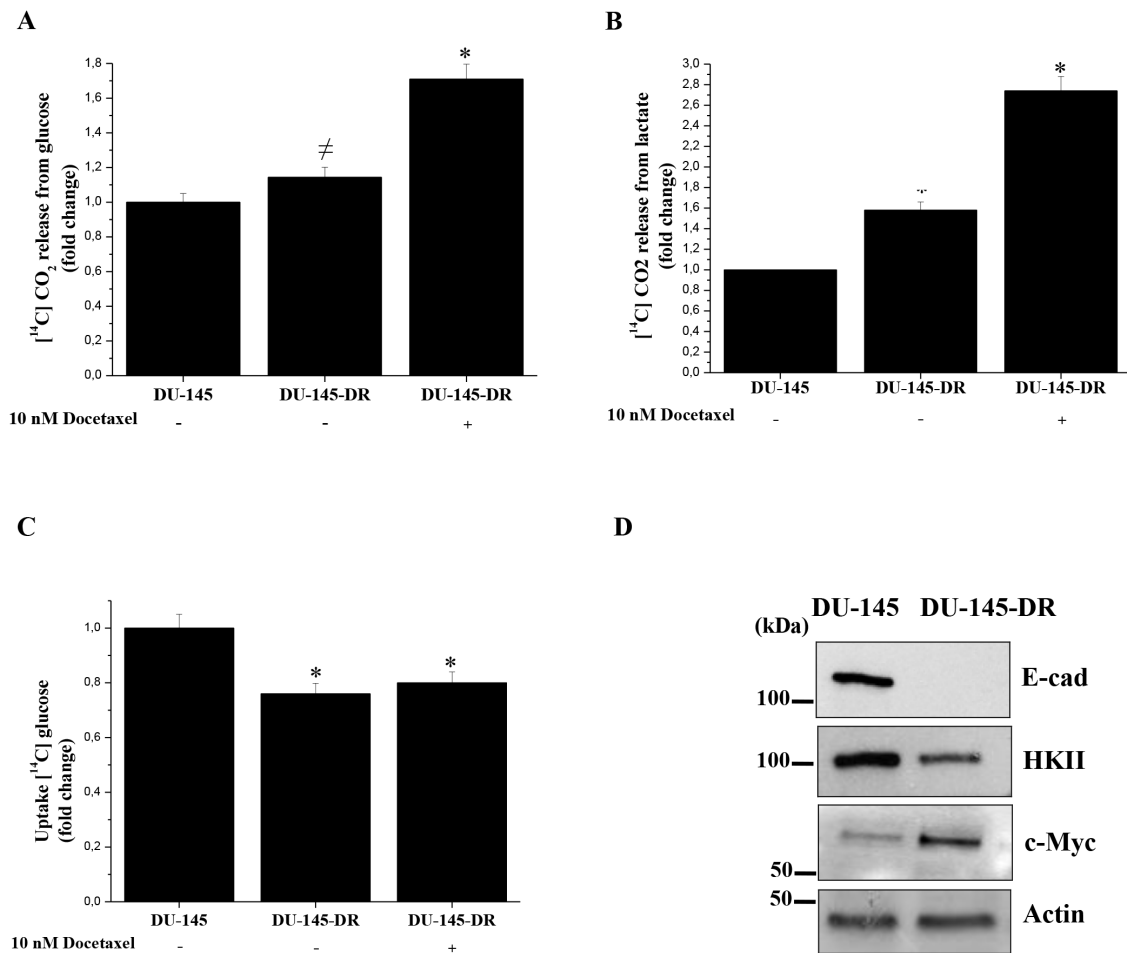 A
[14C] CO2 release from glucose
(fold change)
1,8
1,6
1,4
1,2
1,0
0,8
0,6
0,4
0,2
0,0
≠
*
DU-145 DU-145-DR DU-145-DR
10 nM Docetaxel - - +
B
[14C] CO2 release from lactate
(fold change)
3,0
2,8
2,6
2,4
2,2
2,0
1,8
1,6
1,4
1,2
1,0
0,8
0,6
0,4
0,2
0,0
*
DU-145 DU-145-DR DU-145-DR
10 nM Docetaxel - - +
C
Uptake [14C] glucose
(fold change)
1,0
0,8
0,6
0,4
0,2
0,0
* *
DU-145 DU-145-DR DU-145-DR
10 nM Docetaxel - - +
D
DU-145 DU-145-DR
(kDa)
E-cad
100
100 HKII
c-Myc
50
50
Actin